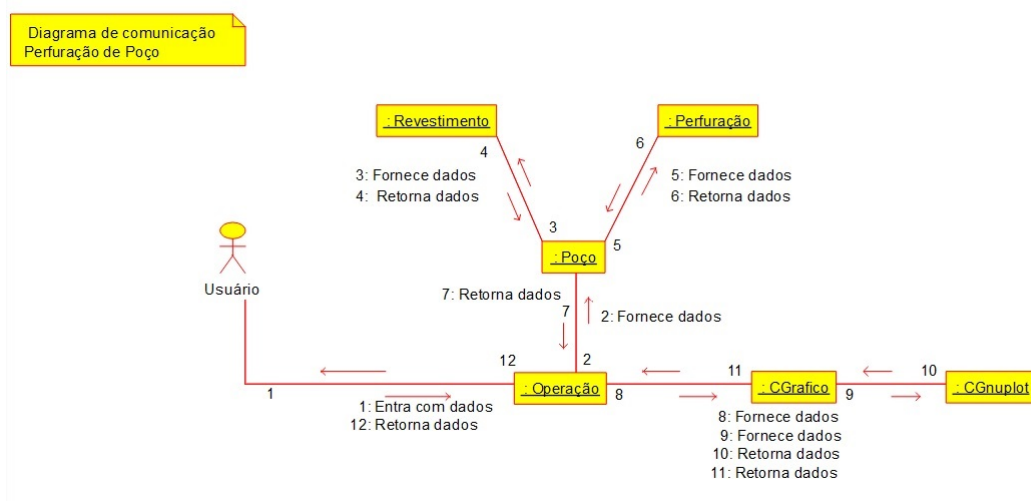 Diagrama de comunicação
Perfuração de Poço
: Revestimento
: Perfuração
4
6
3: Fornece dados
4: Retorna dados
5: Fornece dados
6: Retorna dados
3
5
: Poço
Usuário
7: Retorna dados
7
2: Fornece dados
12
2
11
10
: Operação
: CGrafico
: CGnuplot
1
8
9
1: Entra com dados
12: Retorna dados
8: Fornece dados
9: Fornece dados
10: Retorna dados
11: Retorna dados